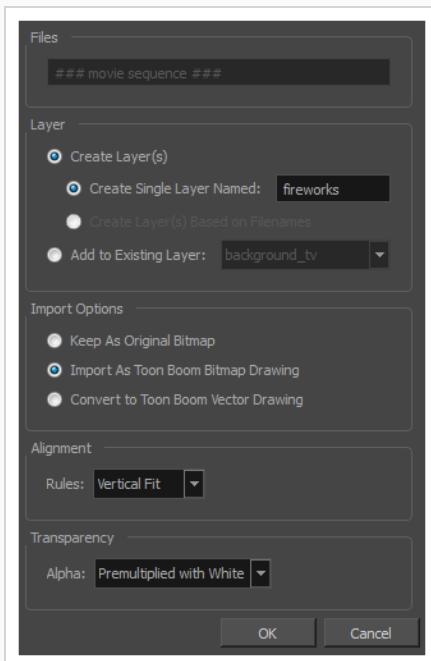 Files
### movie sequence ###
Layer
Create Layer(s)
Create Single Layer Named: fireworks
Create Layer(s) Based on Filenames
Add to Existing Layer: background_tv
Import Options
Keep As Original Bitmap
Import As Toon Boom Bitmap Drawing
Convert to Toon Boom Vector Drawing
Alignment
Rules: Vertical Fit
Transparency
Alpha: Premultiplied with White
OK Cancel